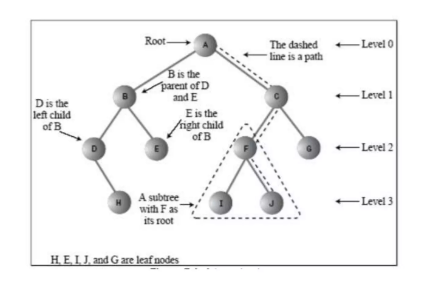 Root
A
The dashed
line is a path
Level 0
B is the
parent of D
and E
B
C
Level 1
D is the
left child
of B
E is the
right child
of B
D
E
F
G
Level 2
A subtree
with F as
its root
H
I
J
Level 3
H, E, I, J, and G are leaf nodes